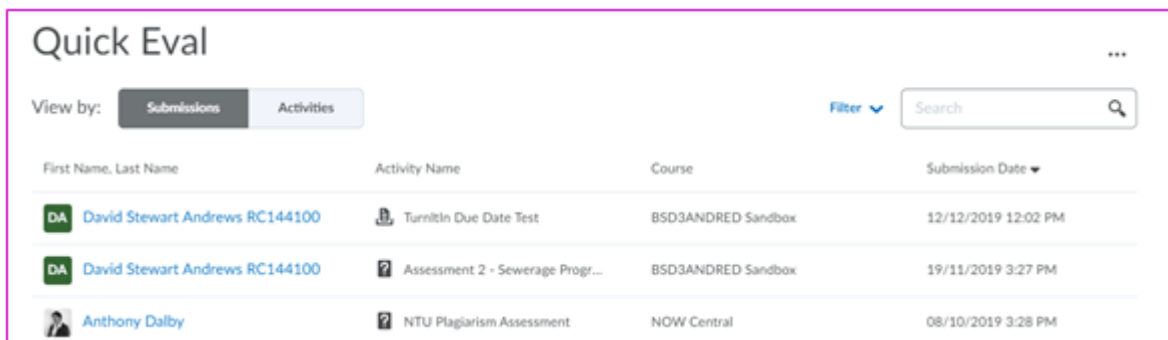 Quick Eval
...
View by: Submissions Activities Filter Search
First Name, Last Name Activity Name Course Submission Date
DA David Stewart Andrews RC144100 TurnItIn Due Date Test BSD3ANDRED Sandbox 12/12/2019 12:02 PM
DA David Stewart Andrews RC144100 Assessment 2 - Sewerage Progr... BSD3ANDRED Sandbox 19/11/2019 3:27 PM
Anthony Dalby NTU Plagiarism Assessment NOW Central 08/10/2019 3:28 PM